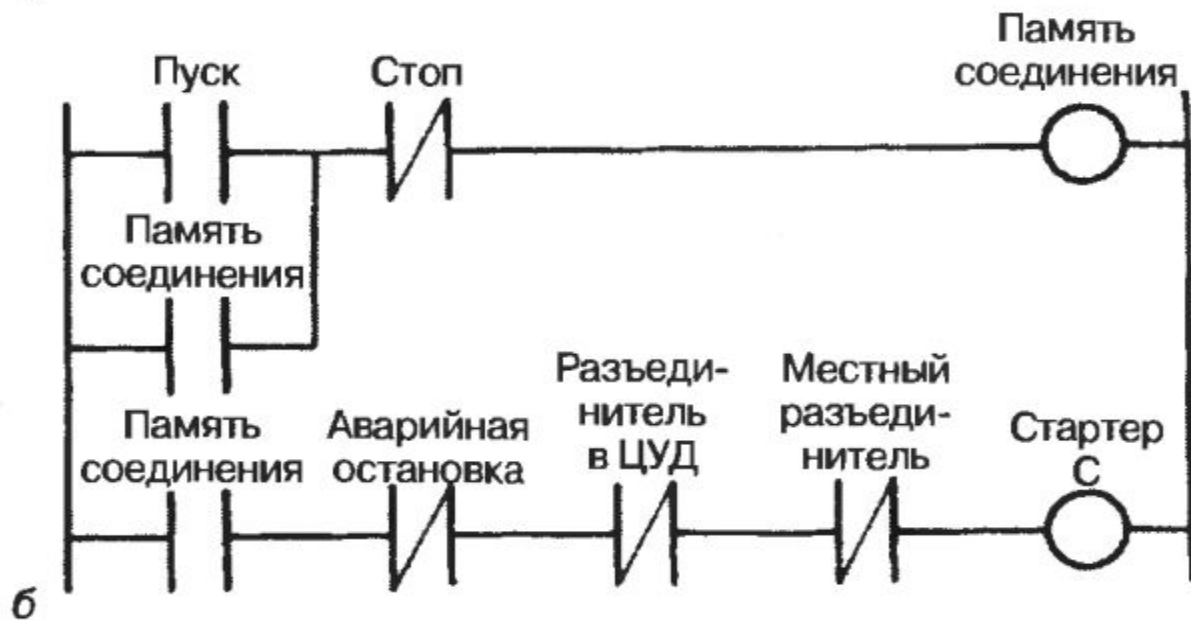 Память
соединения
Пуск
Стоп
Память
соединения
Память
соединения
Аварийная
остановка
Разъеди-
нитель
в ЦУД
Местный
разъеди-
нитель
Стартер
С
б